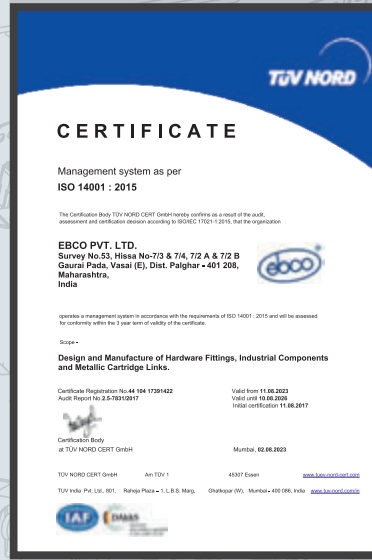 TÜV NORD
CERTIFICATE
Management system as per
ISO 14001 : 2015
The Certification Body TÜV NORD CERT GmbH hereby confirms as a result of the audit,
assessment and certification decision according to ISO/IEC 17021-1:2015, that the organization
EBCO PVT. LTD.
Survey No.53, Hissa No-7/3 & 7/4, 7/2 A & 7/2 B
Gaurai Pada, Vasai (E), Dist. Palghar - 401 208,
Maharashtra,
India
ebco
operates a management system in accordance with the requirements of ISO 14001 : 2015 and will be assessed
for conformity within the 3 year term of validity of the certificate.
Scope -
Design and Manufacture of Hardware Fittings, Industrial Components
and Metallic Cartridge Links.
Certificate Registration No.44 104 17391422 Valid from 11.08.2023
Audit Report No.2.5-7831/2017 Valid until 10.08.2026
Initial certification 11.08.2017
Certification Body
at TÜV NORD CERT GmbH Mumbai, 02.08.2023
TÜV NORD CERT GmbH Am TÜV 1 45307 Essen www.tuev-nord-cert.com
TUV India Pvt. Ltd., 801, Raheja Plaza - 1, L.B.S. Marg, Ghatkopar (W), Mumbai - 400 086, India www.tuvnord.com/in
IAF DAkkS